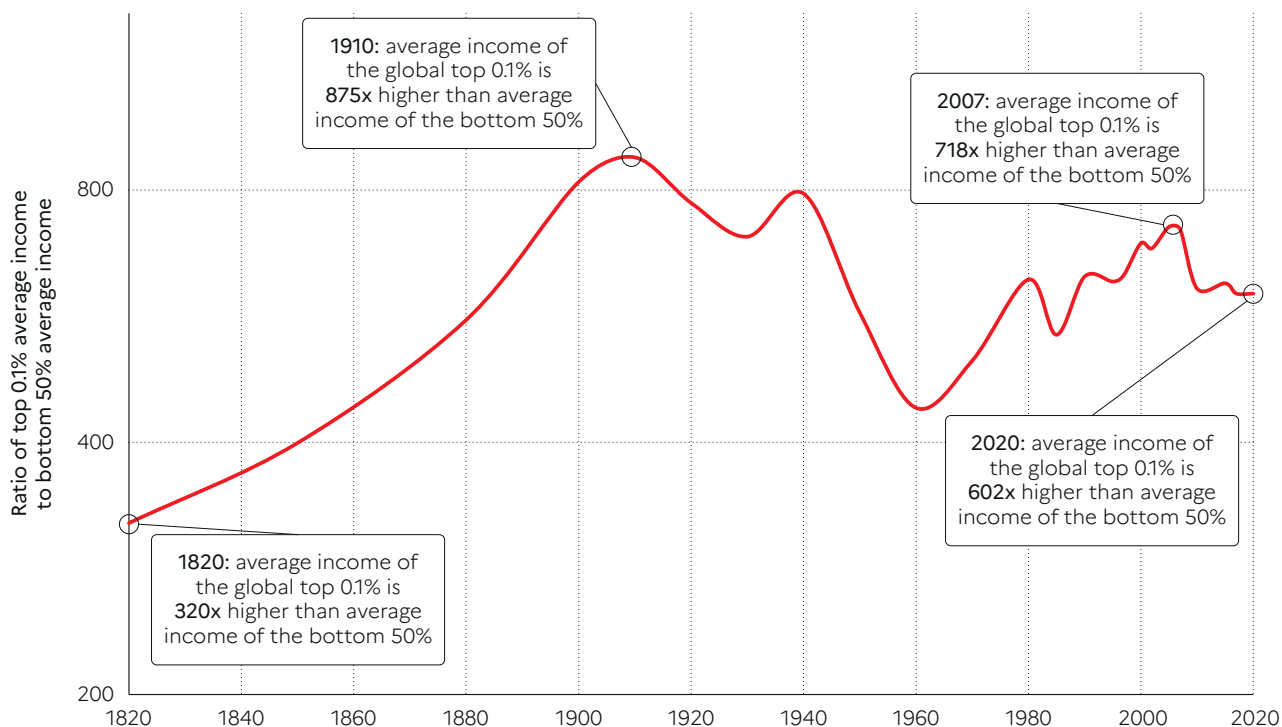 1910: average income of
the global top 0.1% is
875x higher than average
income of the bottom 50%
2007: average income of
the global top 0.1% is
718x higher than average
income of the bottom 50%
Ratio of top 0.1% average income
to bottom 50% average income
800
400
200
2020: average income of
the global top 0.1% is
602x higher than average
income of the bottom 50%
1820: average income of
the global top 0.1% is
320x higher than average
income of the bottom 50%
1820
1840
1860
1880
1900
1920
1940
1960
1980
2000
2020